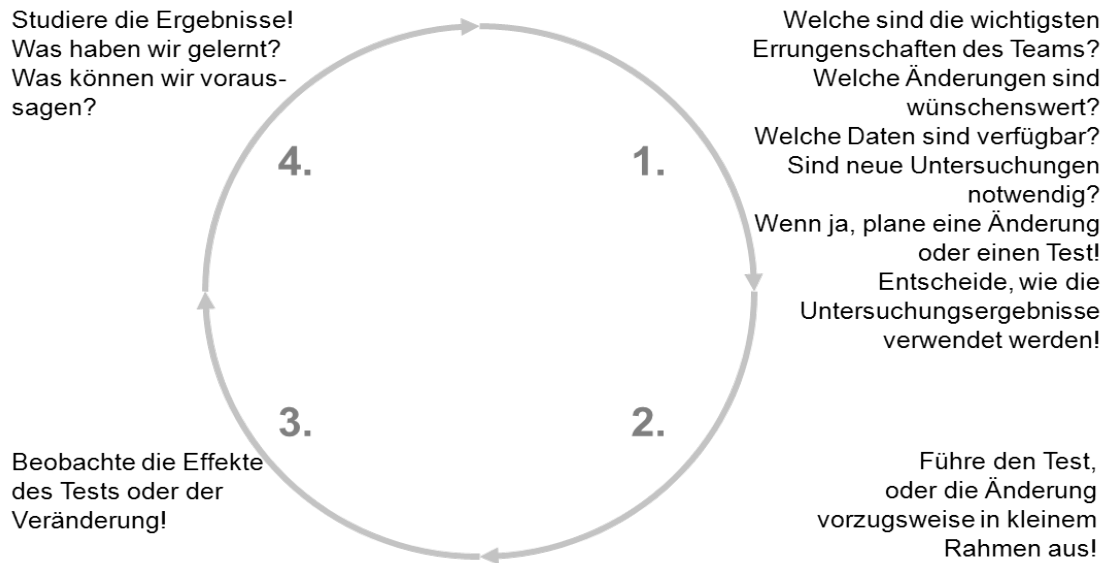 Studiere die Ergebnisse!
Was haben wir gelernt?
Was können wir voraus-
sagen?
4.
Welche sind die wichtigsten
Errungenschaften des Teams?
Welche Änderungen sind
wünschenswert?
Welche Daten sind verfügbar?
Sind neue Untersuchungen
notwendig?
Wenn ja, plane eine Änderung
oder einen Test!
Entscheide, wie die
Untersuchungsergebnisse
verwendet werden!
1.
3.
Beobachte die Effekte
des Tests oder der
Veränderung!
2.
Führe den Test,
oder die Änderung
vorzugsweise in kleinem
Rahmen aus!